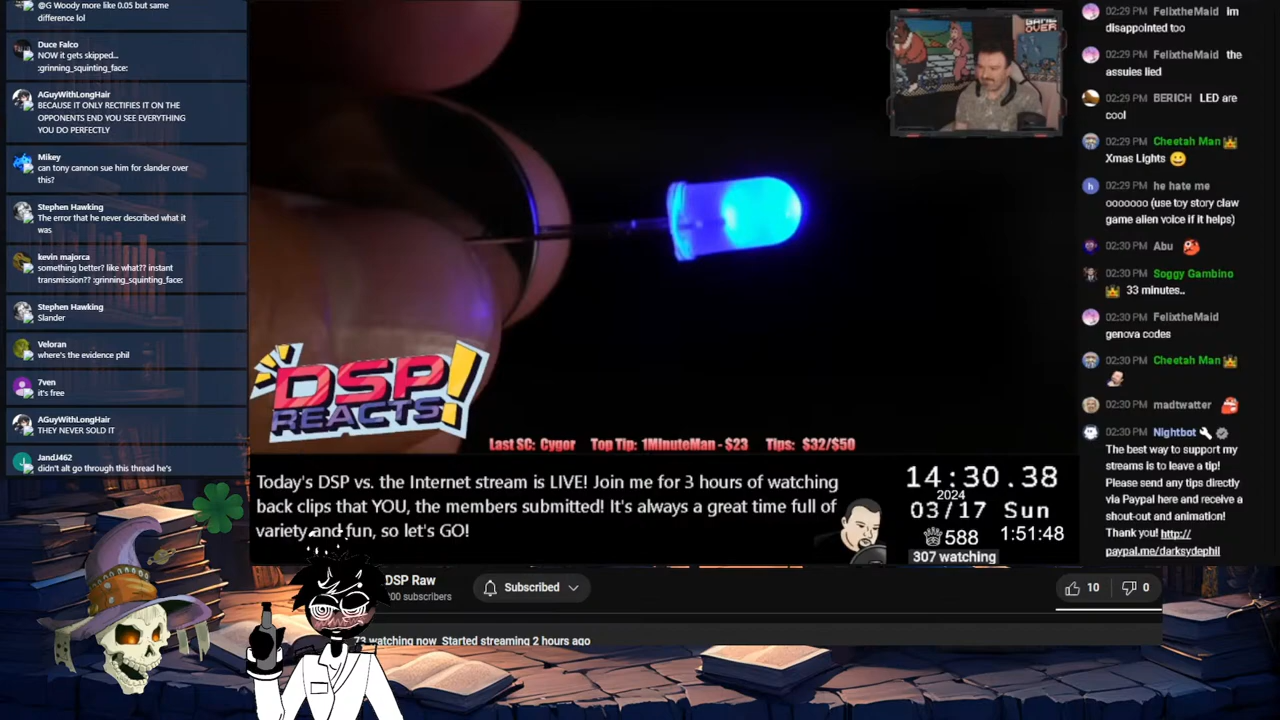 @G Woody more like 0.05 but same
difference lol
Duce Falco
NOW it gets skipped...
:grinning_squinting_face:
AGuyWithLongHair
BECAUSE IT ONLY RECTIFIES IT ON THE
OPPONENTS END YOU SEE EVERYTHING
YOU DO PERFECTLY
Mikey
can tony cannon sue him for slander over
this?
Stephen Hawking
The error that he never described what it
was
kevin majorca
something better? like what?? instant
transmission?? :grinning_squinting_face:
Stephen Hawking
Slander
Veloran
where's the evidence phil
7ven
it's free
AGuyWithLongHair
THEY NEVER SOLD IT
JandJ462
didn't alt go through this thread he's
GAME
OVER
DSP!
REACTS
Last SC: Cygor Top Tip: 1MinuteMan - $23 Tips: $32/$50
Today's DSP vs. the Internet stream is LIVE! Join me for 3 hours of watching
back clips that YOU, the members submitted! It's always a great time full of
variety and fun, so let's GO!
14:30.38
2024
03/17 Sun
588 1:51:48
307 watching
DSP Raw
00 subscribers
Subscribed
10
0
73 watching now Started streaming 2 hours ago
02:29 PM FelixtheMaid im
disappointed too
02:29 PM FelixtheMaid the
assuies lied
02:29 PM BERICH LED are
cool
02:29 PM Cheetah Man
Xmas Lights
02:29 PM he hate me
ooooooo (use toy story claw
game alien voice if it helps)
02:30 PM Abu
02:30 PM Soggy Gambino
33 minutes..
02:30 PM FelixtheMaid
genova codes
02:30 PM Cheetah Man
02:30 PM madtwatter
02:30 PM Nightbot
The best way to support my
streams is to leave a tip!
Please send any tips directly
via Paypal here and receive a
shout-out and animation!
Thank you! http://
paypal.me/darksydephil